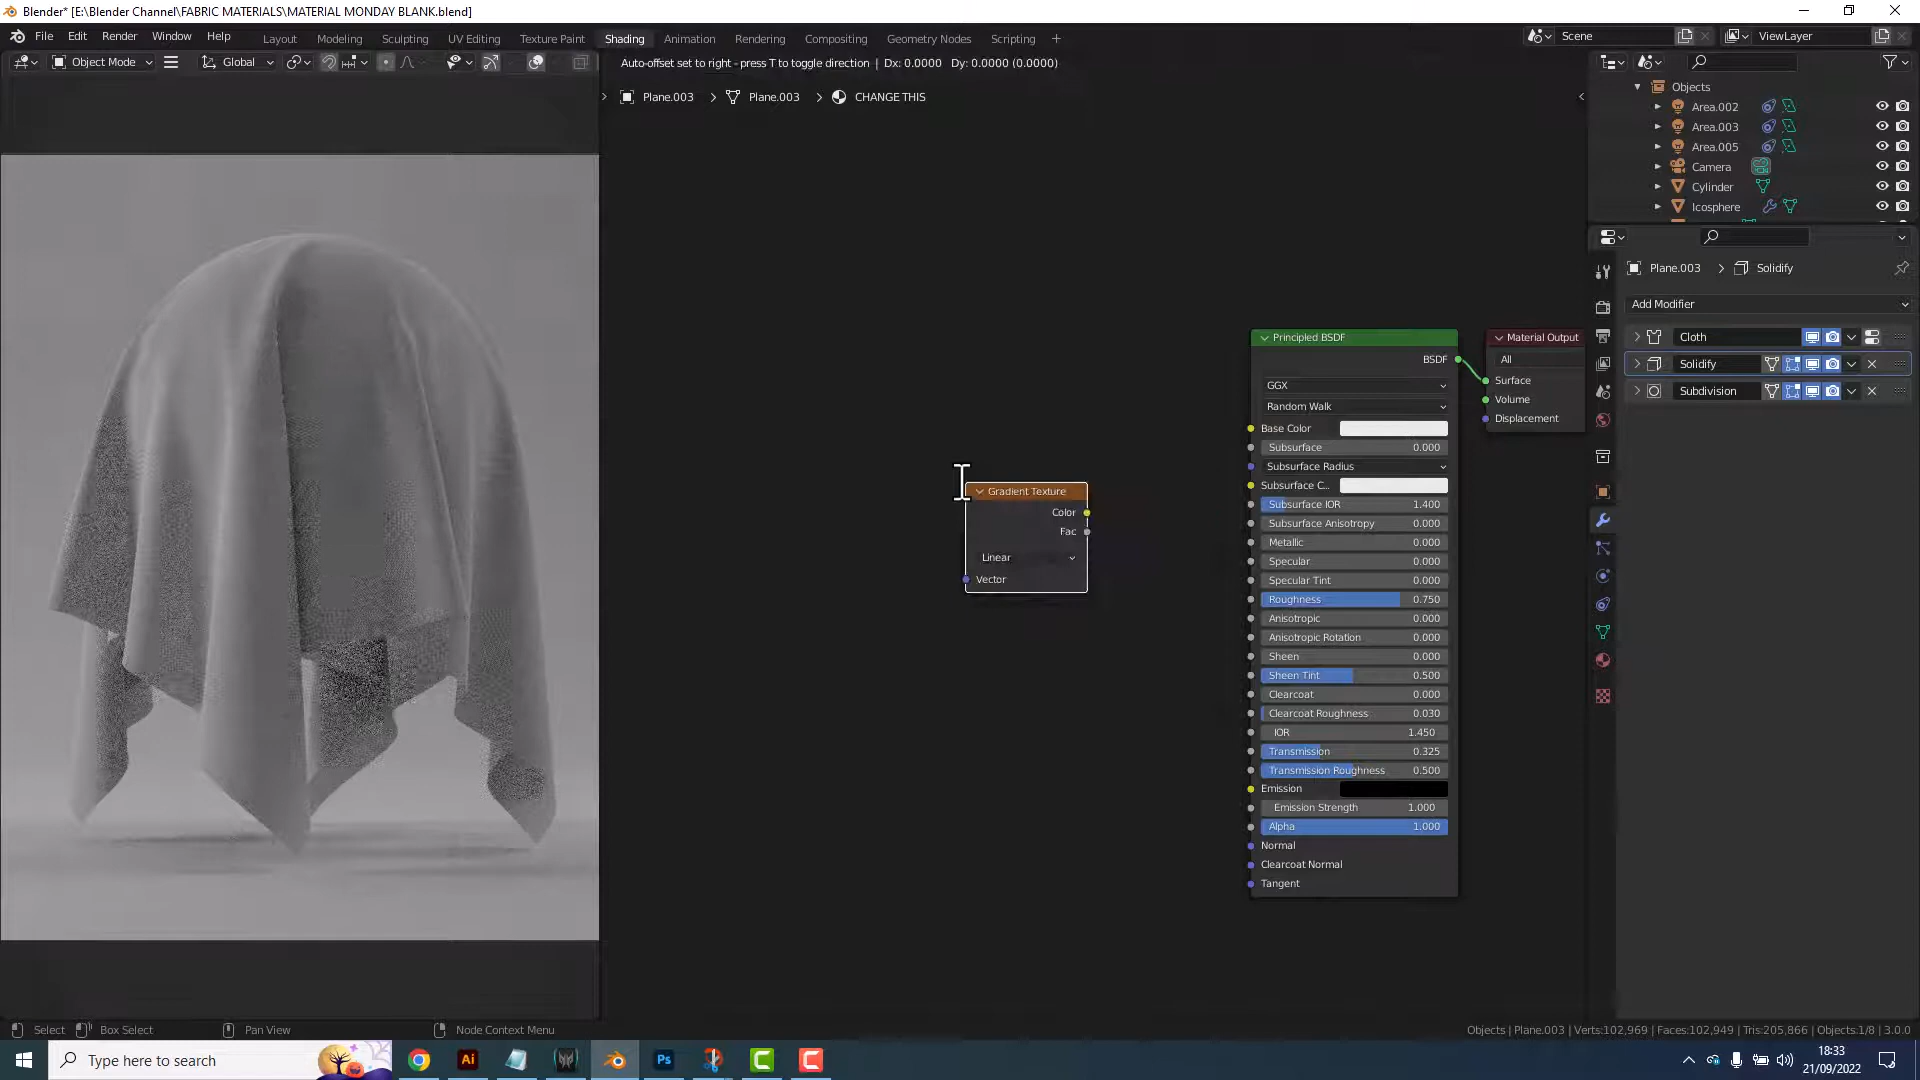 Blender* [E:\Blender Channel\FABRIC MATERIALS\MATERIAL MONDAY BLANK.blend]
File Edit Render Window Help
Layout Modeling Sculpting UV Editing Texture Paint Shading Animation Rendering Compositing Geometry Nodes Scripting +
Scene
ViewLayer
Object Mode
Global
Auto-offset set to right - press T to toggle direction | Dx: 0.0000 Dy: 0.0000 (0.0000)
Plane.003 > Plane.003 > CHANGE THIS
Objects
Area.002
Area.003
Area.005
Camera
Cylinder
Icosphere
Plane.003 > Solidify
Add Modifier
Cloth
Solidify
Subdivision
Gradient Texture
Color
Fac
Linear
Vector
Principled BSDF
BSDF
GGX
Random Walk
Base Color
Subsurface 0.000
Subsurface Radius
Subsurface C...
Subsurface IOR 1.400
Subsurface Anisotropy 0.000
Metallic 0.000
Specular 0.000
Specular Tint 0.000
Roughness 0.750
Anisotropic 0.000
Anisotropic Rotation 0.000
Sheen 0.000
Sheen Tint 0.500
Clearcoat 0.000
Clearcoat Roughness 0.030
IOR 1.450
Transmission 0.325
Transmission Roughness 0.500
Emission
Emission Strength 1.000
Alpha 1.000
Normal
Clearcoat Normal
Tangent
Material Output
All
Surface
Volume
Displacement
Select Box Select Pan View Node Context Menu
Objects | Plane.003 | Verts:102,969 | Faces:102,949 | Tris:205,866 | Objects:1/8 | 3.0.0
Type here to search
Ai
Ps
18:33
21/09/2022